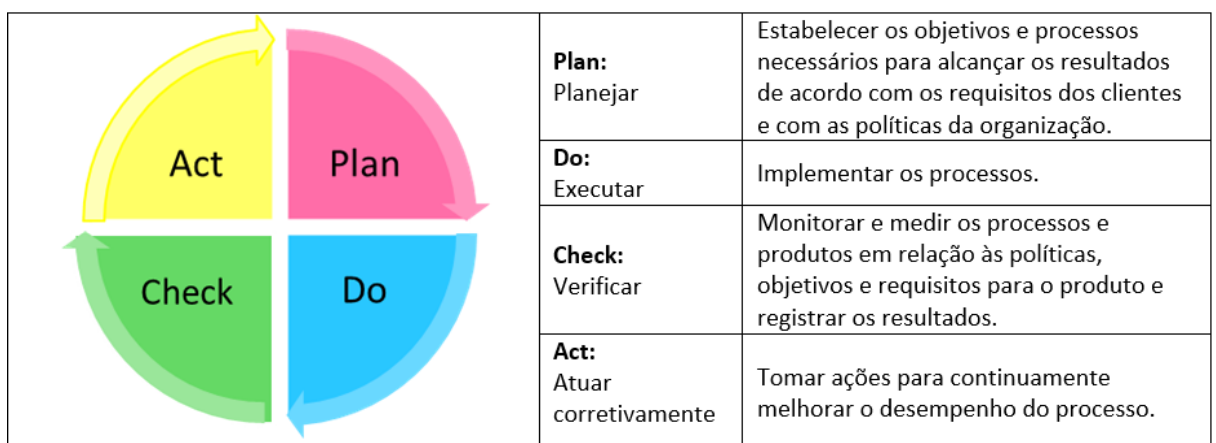 Act
Plan
Check
Do
Plan:
Planejar
Estabelecer os objetivos e processos
necessários para alcançar os resultados
de acordo com os requisitos dos clientes
e com as políticas da organização.
Do:
Executar
Implementar os processos.
Check:
Verificar
Monitorar e medir os processos e
produtos em relação às políticas,
objetivos e requisitos para o produto e
registrar os resultados.
Act:
Atuar
corretivamente
Tomar ações para continuamente
melhorar o desempenho do processo.